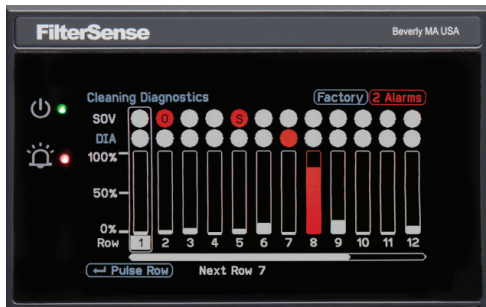 FilterSense
Beverly MA USA
Cleaning Diagnostics Factory 2 Alarms
SOV O S
DIA
100%
50%
0%
Row 1 2 3 4 5 6 7 8 9 10 11 12
Pulse Row Next Row 7